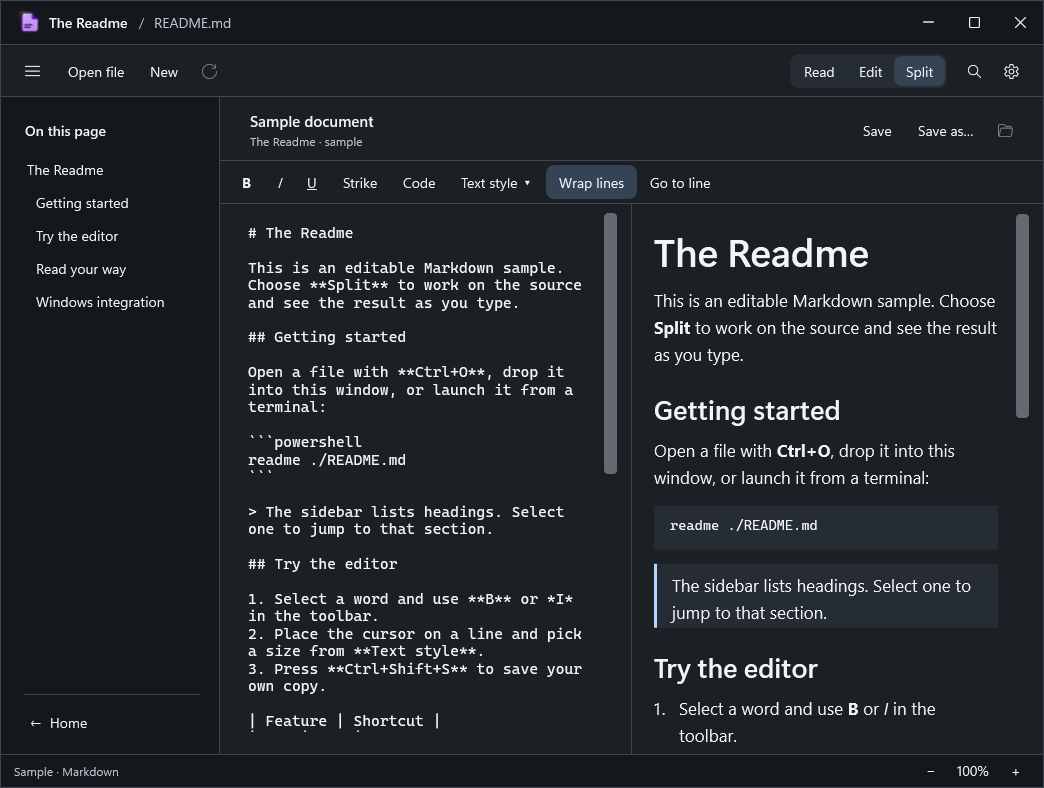 The Readme / README.md
Open file New
Read Edit Split
On this page
The Readme
Getting started
Try the editor
Read your way
Windows integration
← Home
Sample document
The Readme · sample
Save Save as...
B I U Strike Code Text style ▾ Wrap lines Go to line
# The Readme
This is an editable Markdown sample.
Choose **Split** to work on the source
and see the result as you type.
## Getting started
Open a file with **Ctrl+O**, drop it
into this window, or launch it from a
terminal:
```powershell
readme ./README.md
```
> The sidebar lists headings. Select
one to jump to that section.
## Try the editor
1. Select a word and use **B** or *I*
in the toolbar.
2. Place the cursor on a line and pick
a size from **Text style**.
3. Press **Ctrl+Shift+S** to save your
own copy.
| Feature | Shortcut |
The Readme
This is an editable Markdown sample. Choose
Split to work on the source and see the result
as you type.
Getting started
Open a file with Ctrl+O, drop it into this
window, or launch it from a terminal:
readme ./README.md
The sidebar lists headings. Select one to
jump to that section.
Try the editor
1. Select a word and use B or I in the
toolbar.
Sample · Markdown
− 100% +